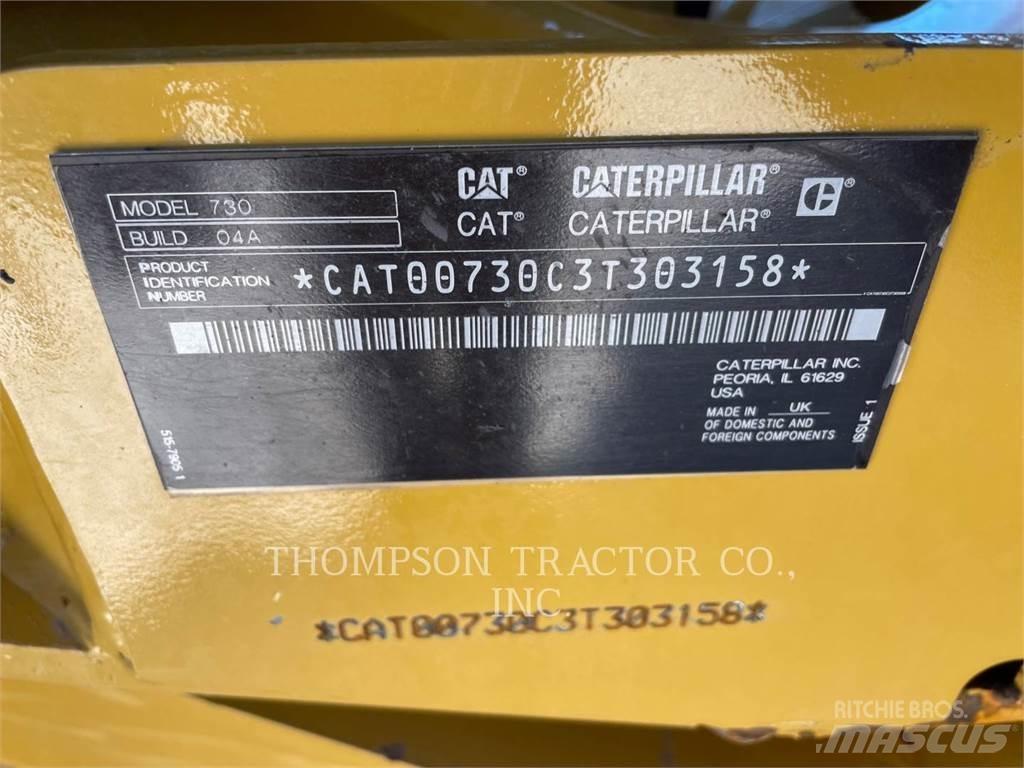 CAT® CATERPILLAR® ®
CAT® CATERPILLAR®
MODEL 730
BUILD 04A
PRODUCT
IDENTIFICATION
NUMBER
*CAT00730C3T303158*
CATERPILLAR INC.
PEORIA, IL 61629
USA
MADE IN UK
OF DOMESTIC AND
FOREIGN COMPONENTS
515-7905 1
ISSUE 1
THOMPSON TRACTOR CO.,
INC
*CAT00730C3T303158*
RITCHIE BROS.
MASCUS